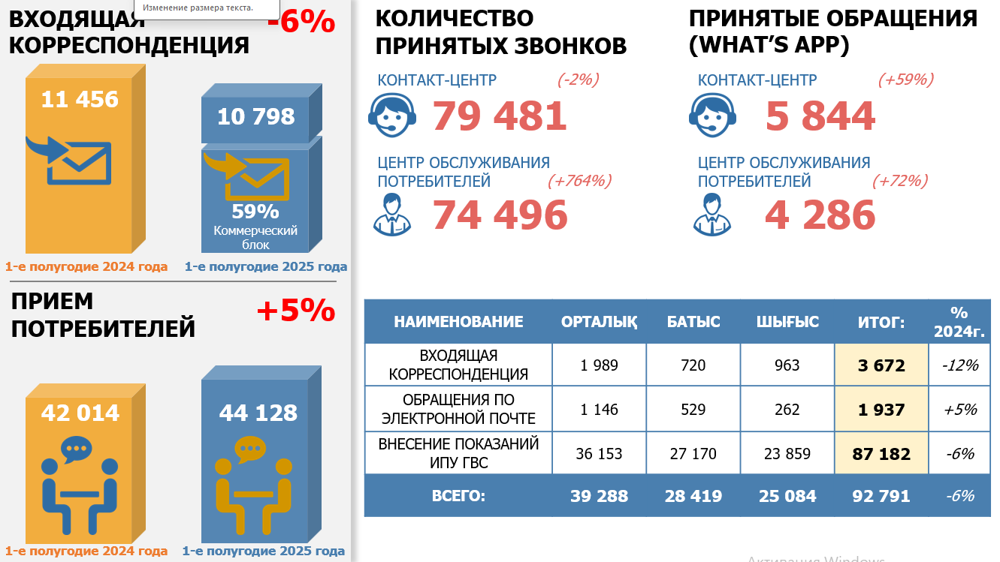 Изменение размера текста.
ВХОДЯЩАЯ -6%
КОРРЕСПОНДЕНЦИЯ
11 456
10 798
59%
Коммерческий
блок
1-е полугодие 2024 года
1-е полугодие 2025 года
ПРИЕМ
ПОТРЕБИТЕЛЕЙ
+5%
42 014
44 128
1-е полугодие 2024 года
1-е полугодие 2025 года
КОЛИЧЕСТВО
ПРИНЯТЫХ ЗВОНКОВ
КОНТАКТ-ЦЕНТР (-2%)
79 481
ЦЕНТР ОБСЛУЖИВАНИЯ
ПОТРЕБИТЕЛЕЙ (+764%)
74 496
ПРИНЯТЫЕ ОБРАЩЕНИЯ
(WHAT’S APP)
КОНТАКТ-ЦЕНТР (+59%)
5 844
ЦЕНТР ОБСЛУЖИВАНИЯ
ПОТРЕБИТЕЛЕЙ (+72%)
4 286
НАИМЕНОВАНИЕ ОРТАЛЫҚ БАТЫС ШЫҒЫС ИТОГ: %
2024г.
ВХОДЯЩАЯ
КОРРЕСПОНДЕНЦИЯ 1 989 720 963 3 672 -12%
ОБРАЩЕНИЯ ПО
ЭЛЕКТРОННОЙ ПОЧТЕ 1 146 529 262 1 937 +5%
ВНЕСЕНИЕ ПОКАЗАНИЙ
ИПУ ГВС 36 153 27 170 23 859 87 182 -6%
ВСЕГО: 39 288 28 419 25 084 92 791 -6%
Активация Windows